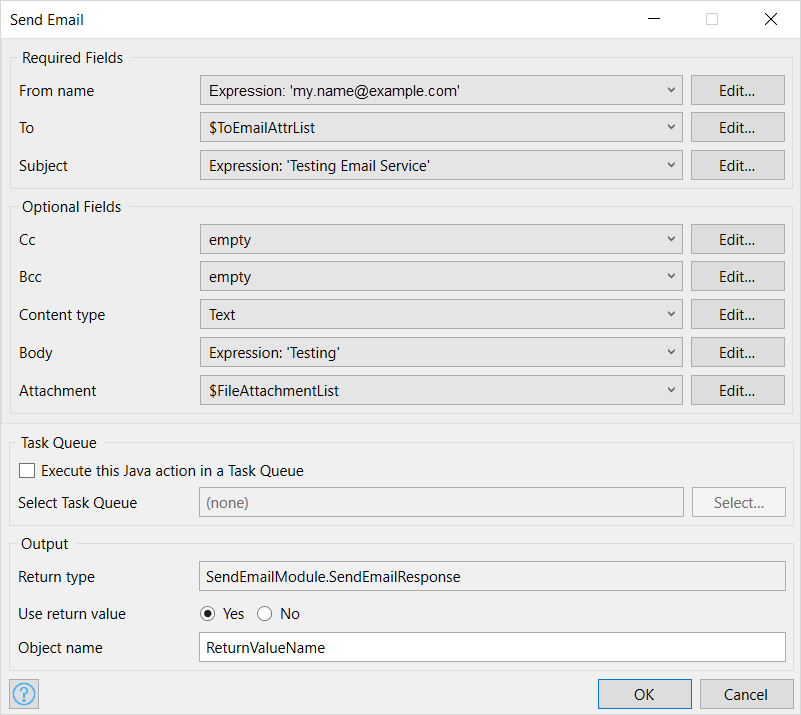 Send Email
Required Fields
From name Expression: 'my.name@example.com' Edit...
To $ToEmailAttrList Edit...
Subject Expression: 'Testing Email Service' Edit...
Optional Fields
Cc empty Edit...
Bcc empty Edit...
Content type Text Edit...
Body Expression: 'Testing' Edit...
Attachment $FileAttachmentList Edit...
Task Queue
Execute this Java action in a Task Queue
Select Task Queue (none) Select...
Output
Return type SendEmailModule.SendEmailResponse
Use return value Yes No
Object name ReturnValueName
? OK Cancel